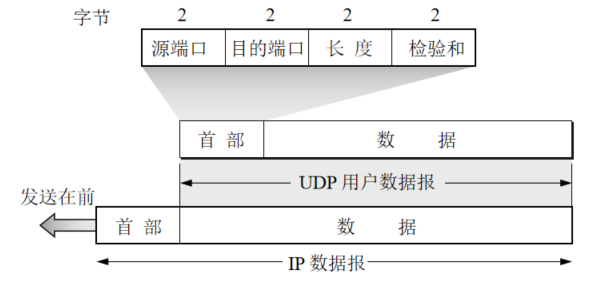 字节 2 2 2 2
源端口 目的端口 长 度 检验和
首 部 数 据
UDP 用户数据报
发送在前
首 部 数 据
IP 数据报